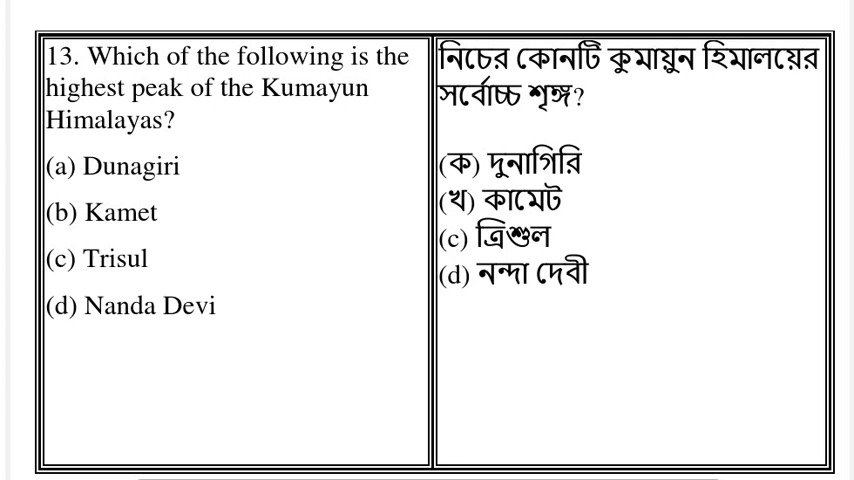 13. Which of the following is the
highest peak of the Kumayun
Himalayas?
(a) Dunagiri
(b) Kamet
(c) Trisul
(d) Nanda Devi
নিচের কোনটি কুমায়ুন হিমালয়ের
সর্বোচ্চ শৃঙ্গ?
(ক) দুনাগিরি
(খ) কামেট
(c) ত্রিশুল
(d) নন্দা দেবী